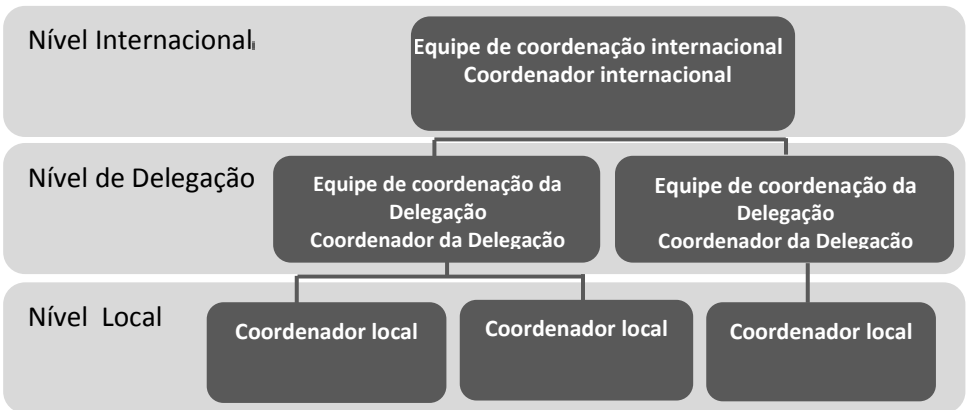 Nível Internacional
Equipe de coordenação internacional
Coordenador internacional
Nível de Delegação
Equipe de coordenação da
Delegação
Coordenador da Delegação
Equipe de coordenação da
Delegação
Coordenador da Delegação
Nível Local
Coordenador local
Coordenador local
Coordenador local